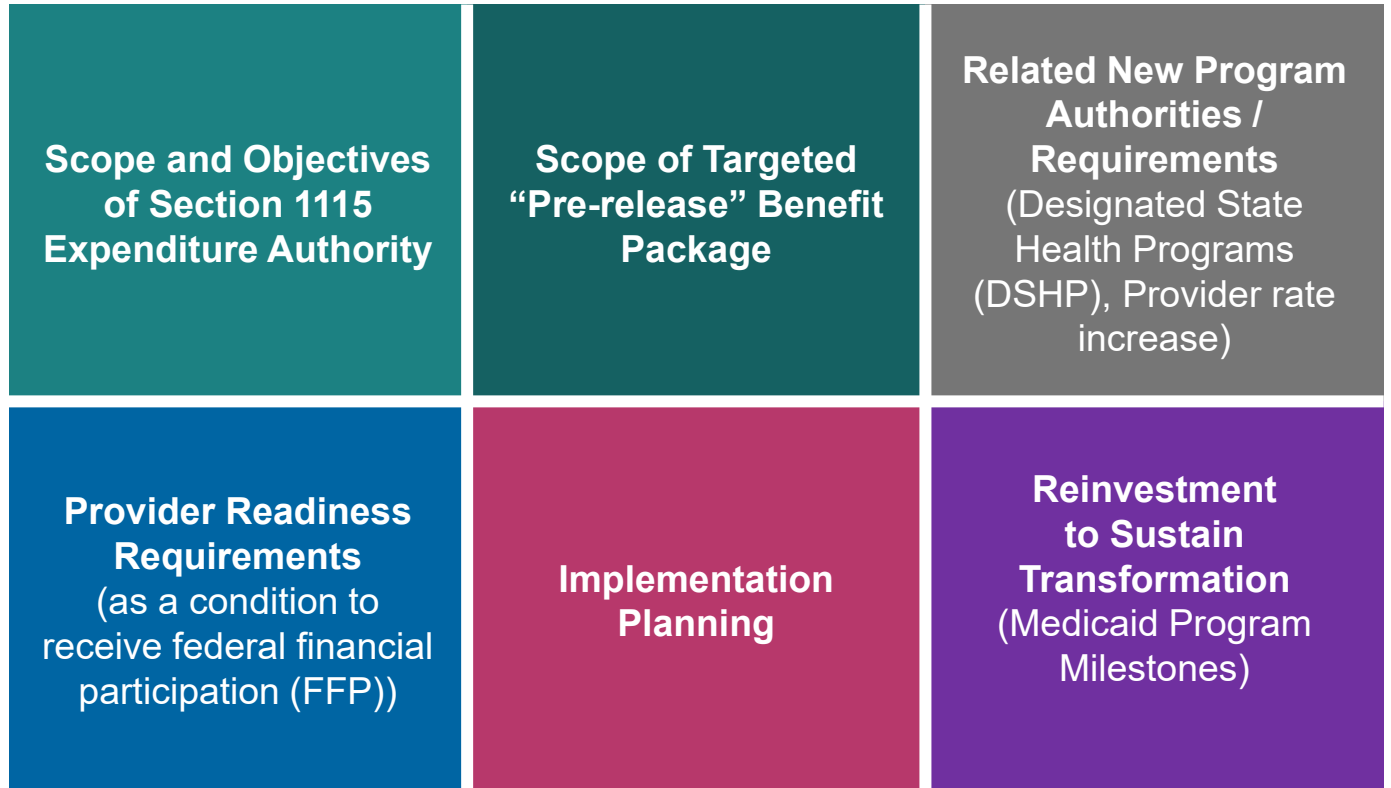 Scope and Objectives
of Section 1115
Expenditure Authority
Scope of Targeted
“Pre-release” Benefit
Package
Related New Program
Authorities /
Requirements
(Designated State
Health Programs
(DSHP), Provider rate
increase)
Provider Readiness
Requirements
(as a condition to
receive federal financial
participation (FFP))
Implementation
Planning
Reinvestment
to Sustain
Transformation
(Medicaid Program
Milestones)